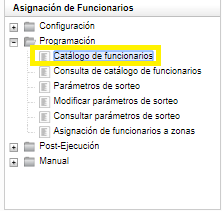 Asignación de Funcionarios
Configuración
Programación
Catálogo de funcionarios
Consulta de catálogo de funcionarios
Parámetros de sorteo
Modificar parámetros de sorteo
Consultar parámetros de sorteo
Asignación de funcionarios a zonas
Post-Ejecución
Manual